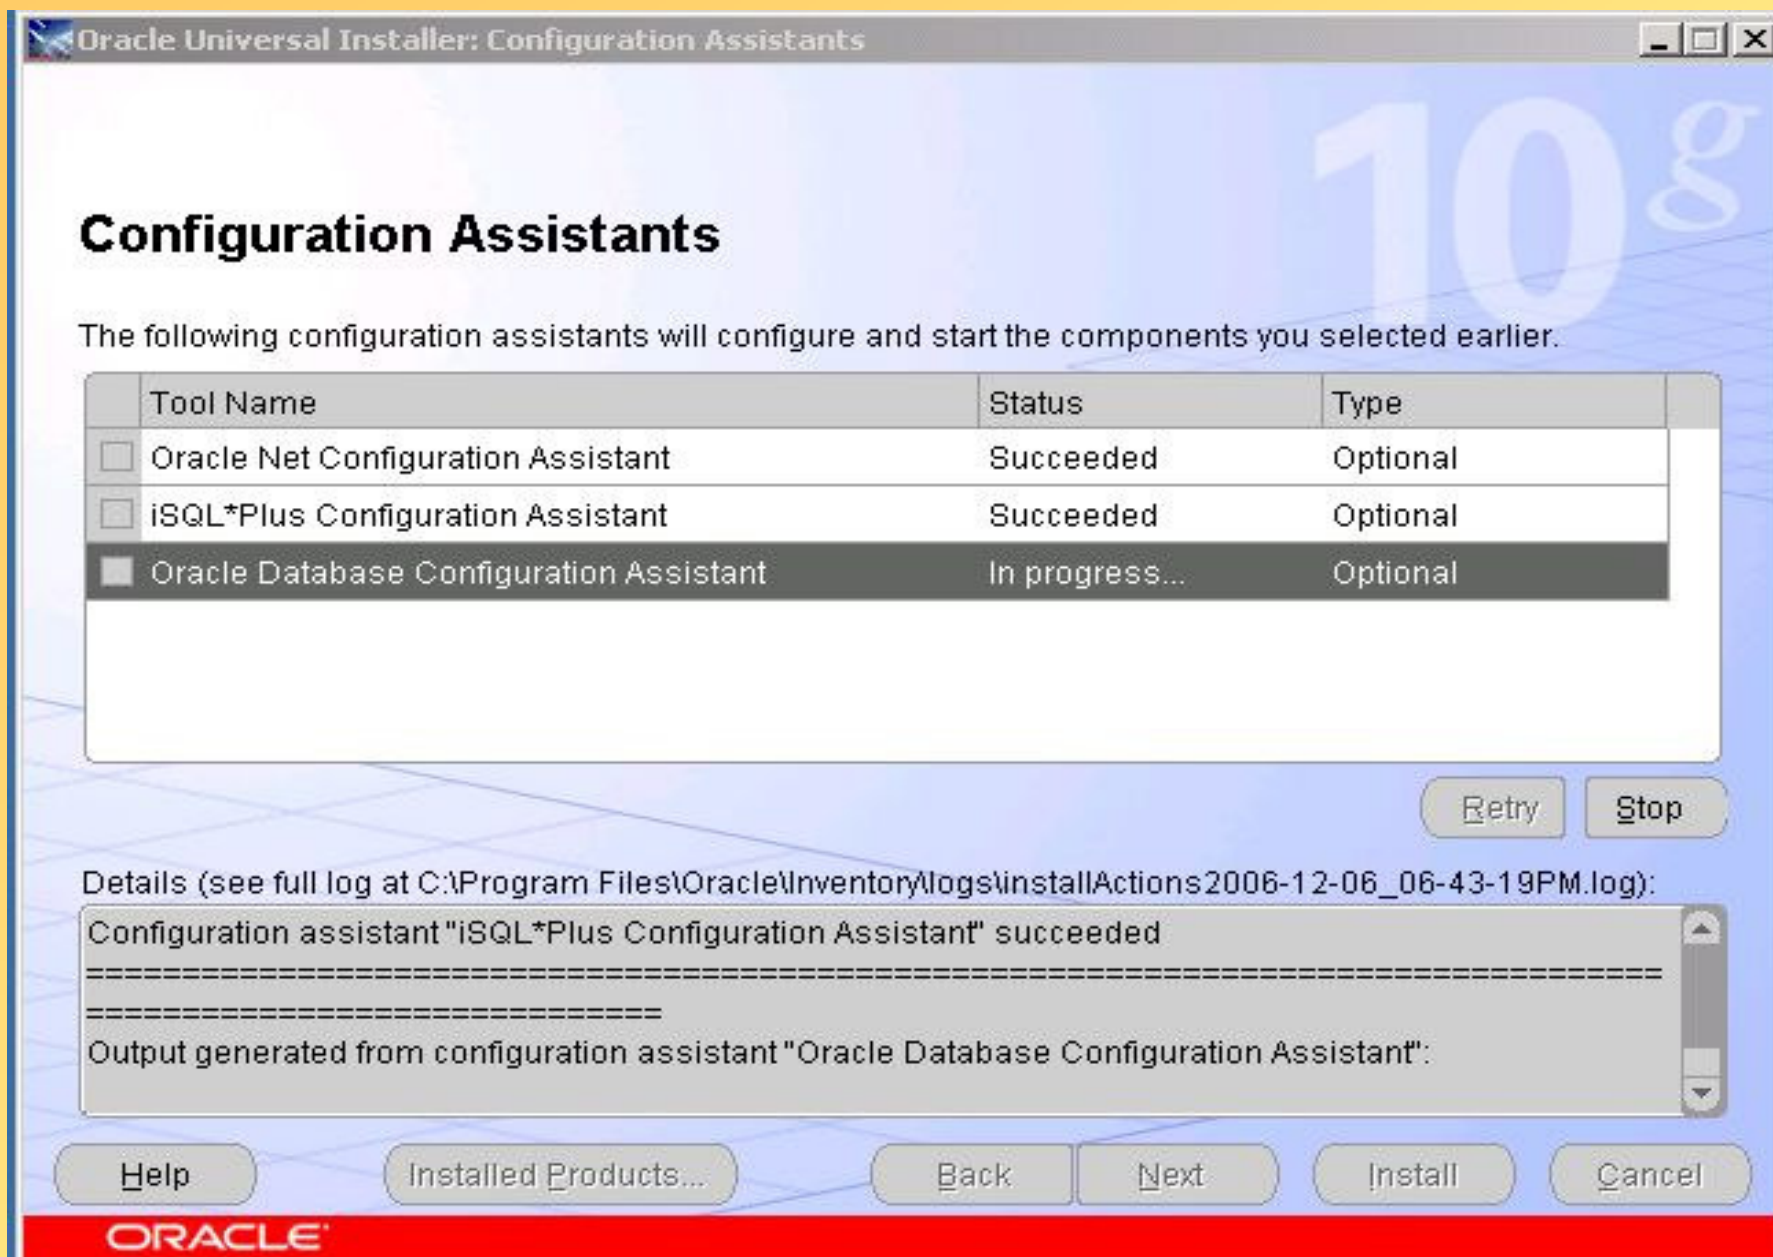 Oracle Universal Installer: Configuration Assistants
10g
Configuration Assistants
The following configuration assistants will configure and start the components you selected earlier.
Tool Name Status Type
Oracle Net Configuration Assistant Succeeded Optional
iSQL*Plus Configuration Assistant Succeeded Optional
Oracle Database Configuration Assistant In progress... Optional
Retry Stop
Details (see full log at C:\Program Files\Oracle\Inventory\logs\installActions2006-12-06_06-43-19PM.log):
Configuration assistant "iSQL*Plus Configuration Assistant" succeeded
==================================================================================
==============================
Output generated from configuration assistant "Oracle Database Configuration Assistant":
Help Installed Products... Back Next Install Cancel
ORACLE